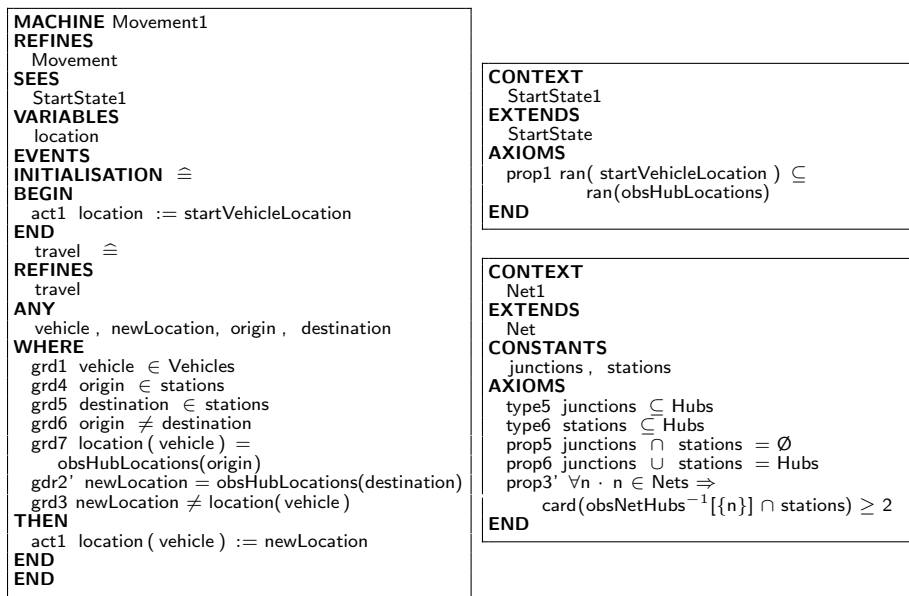 MACHINE Movement1
REFINES
Movement
SEES
StartState1
VARIABLES
location
EVENTS
INITIALISATION ≙
BEGIN
act1 location := startVehicleLocation
END
travel ≙
REFINES
travel
ANY
vehicle , newLocation, origin , destination
WHERE
grd1 vehicle ∈ Vehicles
grd4 origin ∈ stations
grd5 destination ∈ stations
grd6 origin ≠ destination
grd7 location ( vehicle ) =
obsHubLocations(origin)
gdr2' newLocation = obsHubLocations(destination)
grd3 newLocation ≠ location(vehicle )
THEN
act1 location ( vehicle ) := newLocation
END
END
CONTEXT
StartState1
EXTENDS
StartState
AXIOMS
prop1 ran( startVehicleLocation ) ⊆
ran(obsHubLocations)
END
CONTEXT
Net1
EXTENDS
Net
CONSTANTS
junctions , stations
AXIOMS
type5 junctions ⊆ Hubs
type6 stations ⊆ Hubs
prop5 junctions ∩ stations = Ø
prop6 junctions ∪ stations = Hubs
prop3' ∀n · n ∈ Nets ⇒
card(obsNetHubs⁻¹[{n}] ∩ stations) ≥ 2
END